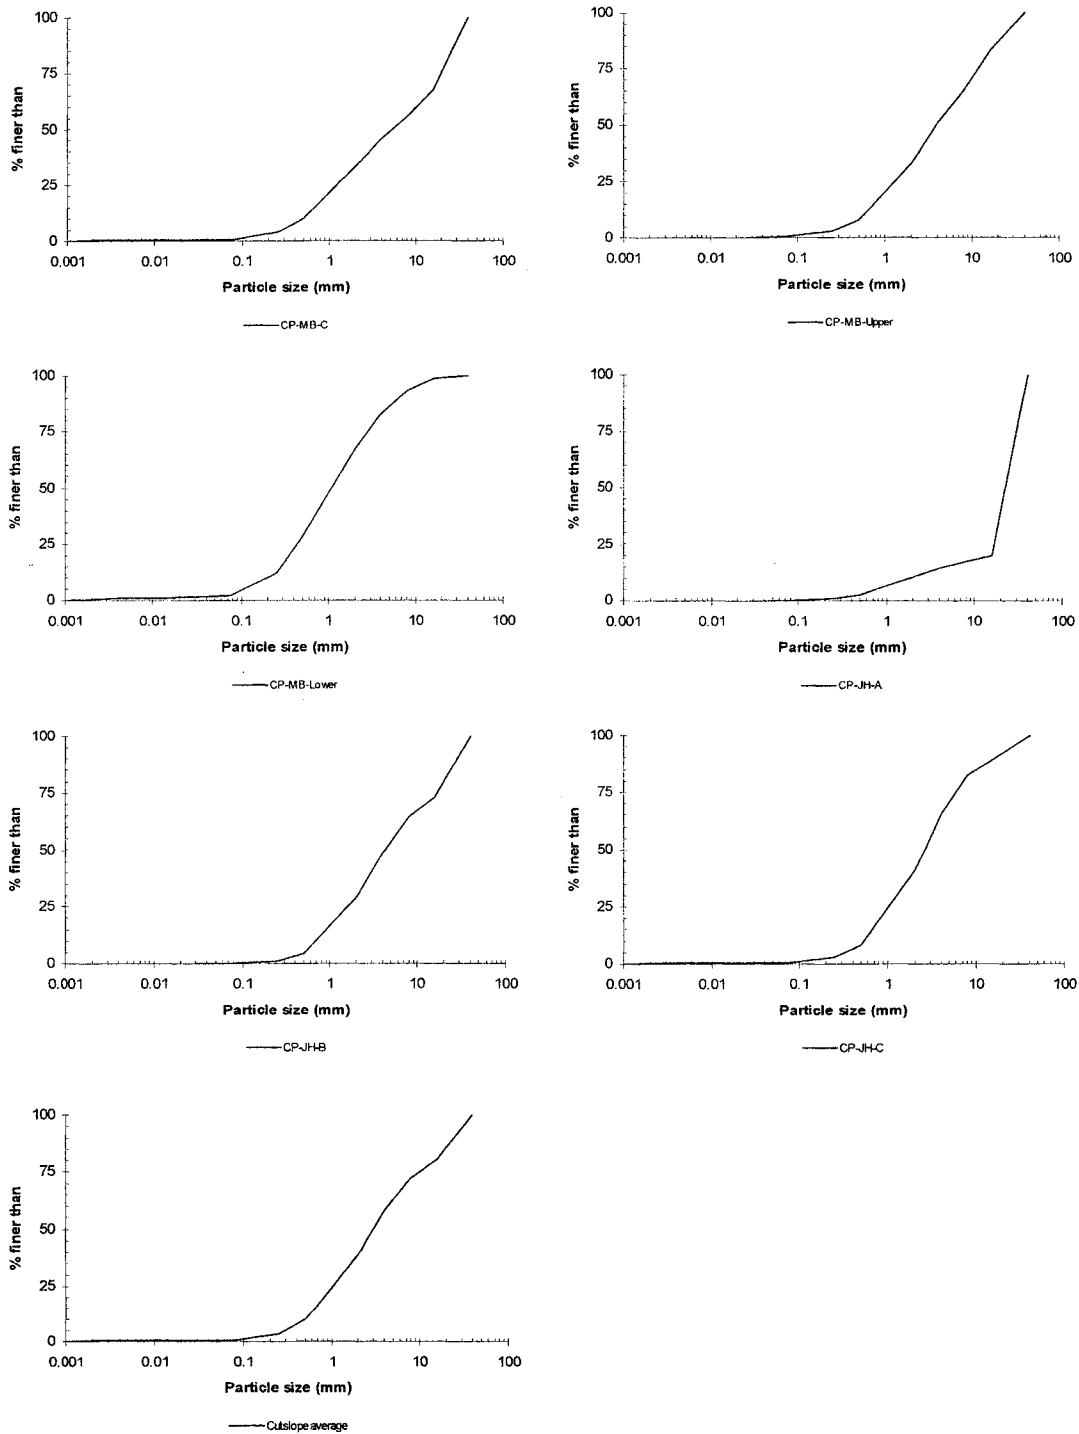 100
75
50
25
0
% finer than
0.001 0.01 0.1 1 10 100
Particle size (mm)
CP-MB-C
100
75
50
25
0
% finer than
0.001 0.01 0.1 1 10 100
Particle size (mm)
CP-MB-Upper
100
75
50
25
0
% finer than
0.001 0.01 0.1 1 10 100
Particle size (mm)
CP-MB-Lower
100
75
50
25
0
% finer than
0.001 0.01 0.1 1 10 100
Particle size (mm)
CP-JH-A
100
75
50
25
0
% finer than
0.001 0.01 0.1 1 10 100
Particle size (mm)
CP-JH-B
100
75
50
25
0
% finer than
0.001 0.01 0.1 1 10 100
Particle size (mm)
CP-JH-C
100
75
50
25
0
% finer than
0.001 0.01 0.1 1 10 100
Particle size (mm)
Cutslope average